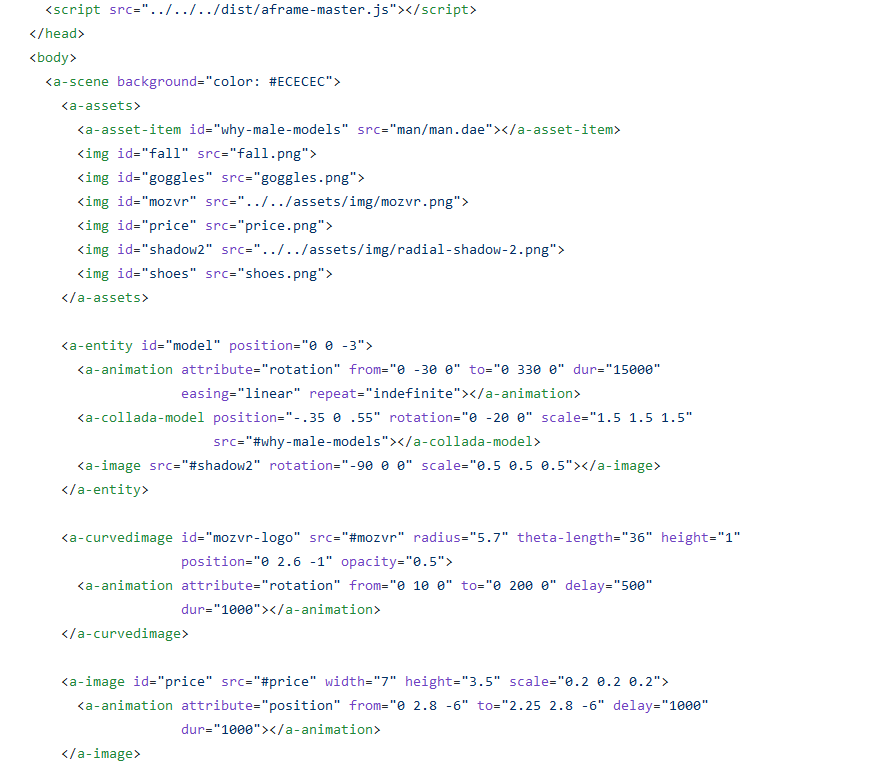 <script src="../../../dist/aframe-master.js"></script>
</head>
<body>
<a-scene background="color: #ECECEC">
<a-assets>
<a-asset-item id="why-male-models" src="man/man.dae"></a-asset-item>
<img id="fall" src="fall.png">
<img id="goggles" src="goggles.png">
<img id="mozvr" src="../../assets/img/mozvr.png">
<img id="price" src="price.png">
<img id="shadow2" src="../../assets/img/radial-shadow-2.png">
<img id="shoes" src="shoes.png">
</a-assets>
<a-entity id="model" position="0 0 -3">
<a-animation attribute="rotation" from="0 -30 0" to="0 330 0" dur="15000"
easing="linear" repeat="indefinite"></a-animation>
<a-collada-model position="-.35 0 .55" rotation="0 -20 0" scale="1.5 1.5 1.5"
src="#why-male-models"></a-collada-model>
<a-image src="#shadow2" rotation="-90 0 0" scale="0.5 0.5 0.5"></a-image>
</a-entity>
<a-curvedimage id="mozvr-logo" src="#mozvr" radius="5.7" theta-length="36" height="1"
position="0 2.6 -1" opacity="0.5">
<a-animation attribute="rotation" from="0 10 0" to="0 200 0" delay="500"
dur="1000"></a-animation>
</a-curvedimage>
<a-image id="price" src="#price" width="7" height="3.5" scale="0.2 0.2 0.2">
<a-animation attribute="position" from="0 2.8 -6" to="2.25 2.8 -6" delay="1000"
dur="1000"></a-animation>
</a-image>